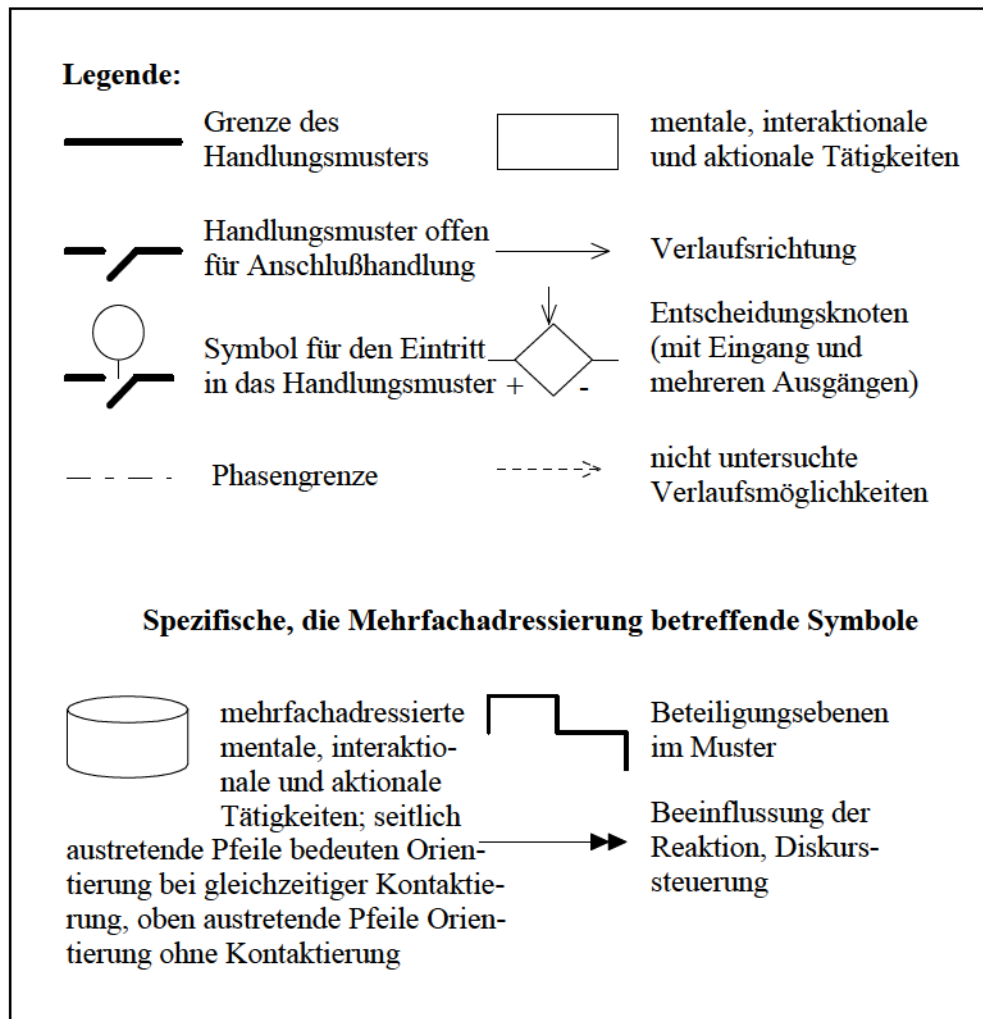 Legende:
Grenze des
Handlungsmusters
mentale, interaktionale
und aktionale Tätigkeiten
Handlungsmuster offen
für Anschlußhandlung
Verlaufsrichtung
Symbol für den Eintritt
in das Handlungsmuster
+ -
Entscheidungsknoten
(mit Eingang und
mehreren Ausgängen)
Phasengrenze
nicht untersuchte
Verlaufsmöglichkeiten
Spezifische, die Mehrfachadressierung betreffende Symbole
mehrfachadressierte
mentale, interaktio-
nale und aktionale
Tätigkeiten; seitlich
austretende Pfeile bedeuten Orien-
tierung bei gleichzeitiger Kontaktie-
rung, oben austretende Pfeile Orien-
tierung ohne Kontaktierung
Beteiligungsebenen
im Muster
Beeinflussung der
Reaktion, Diskurs-
steuerung